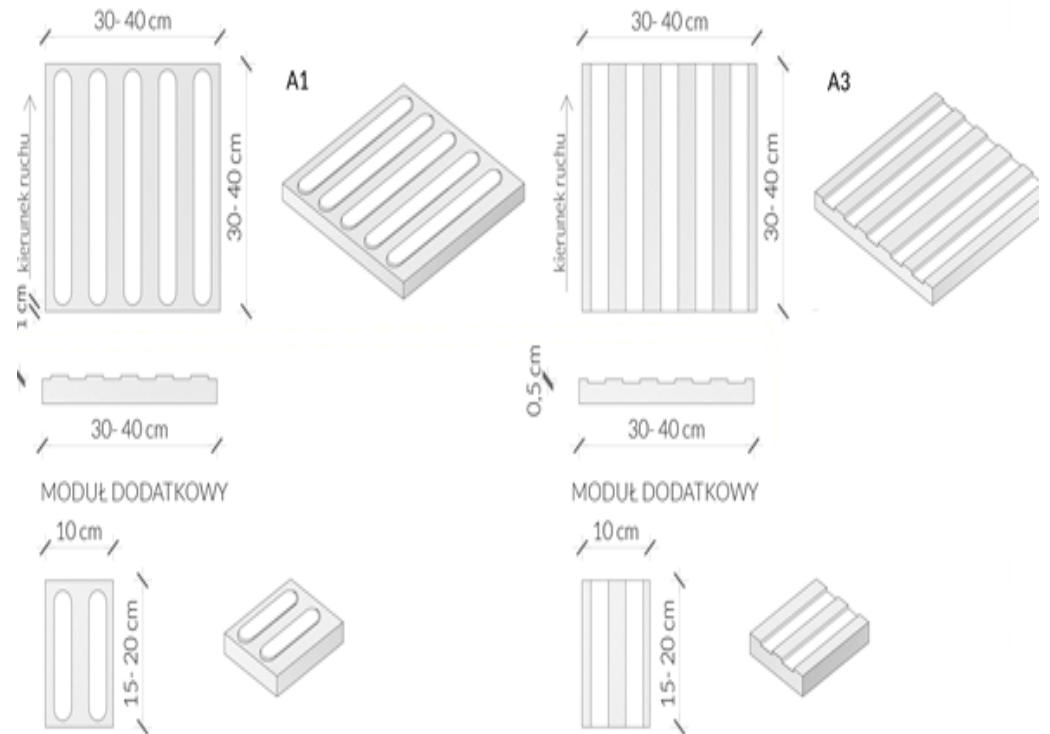 30- 40 cm
A1
kierunek ruchu
30- 40 cm
1 cm
30- 40 cm
MODUŁ DODATKOWY
10 cm
15- 20 cm
30- 40 cm
A3
kierunek ruchu
30- 40 cm
0,5 cm
30- 40 cm
MODUŁ DODATKOWY
10 cm
15- 20 cm